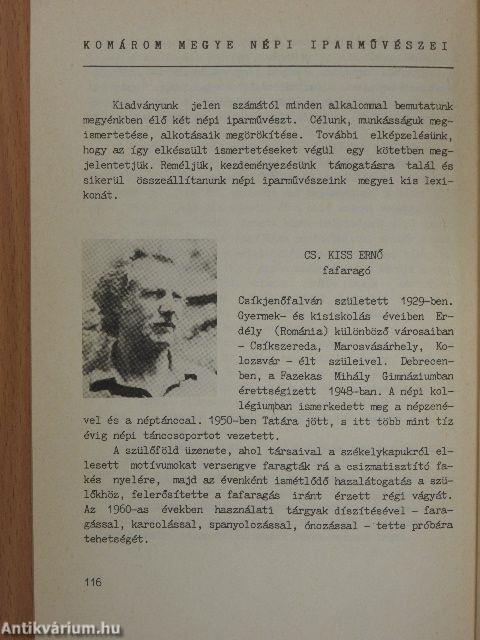 KOMÁROM MEGYE NÉPI IPARMŰVÉSZEI
Kiadványunk jelen számától minden alkalommal bemutatunk
megyénkben élő két népi iparművészt. Célunk, munkásságuk meg-
ismertetése, alkotásaik megörökítése. További elképzelésünk,
hogy az így elkészült ismertetéseket végül egy kötetben meg-
jelentetjük. Reméljük, kezdeményezésünk támogatásra talál és
sikerül összeállítanunk népi iparművészeink megyei kis lexi-
konát.
CS. KISS ERNŐ
fafaragó
Csíkjenőfalván született 1929-ben.
Gyermek- és kisiskolás éveiben Er-
dély (Románia) különböző városaiban
- Csíkszereda, Marosvásárhely, Ko-
lozsvár - élt szüleivel. Debrecen-
ben, a Fazekas Mihály Gimnáziumban
érettségizett 1948-ban. A népi kol-
légiumban ismerkedett meg a népzené-
vel és a néptánccal. 1950-ben Tatára jött, s itt több mint tíz
évig népi tánccsoportot vezetett.
A szülőföld üzenete, ahol társaival a székelykapukról el-
lesett motívumokat versengve faragták rá a csizmatisztító fa-
kés nyelére, majd az évenként ismétlődő hazalátogatás a szü-
lőkhöz, felerősítette a fafaragás iránt érzett régi vágyát.
Az 1960-as években használati tárgyak díszítésével - fara-
gással, karcolással, spanyolozással, ónozással - tette próbára
tehetségét.
116
Antikvárium.hu